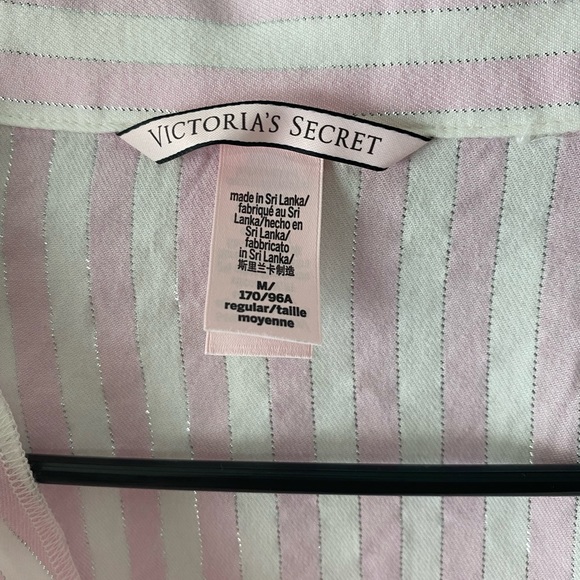 VICTORIA'S SECRET
made in Sri Lanka/
fabriqué au Sri
Lanka/hecho en
Sri Lanka/
fabbricato
in Sri Lanka/
斯里兰卡制造
M/
170/96A
regular/taille
moyenne